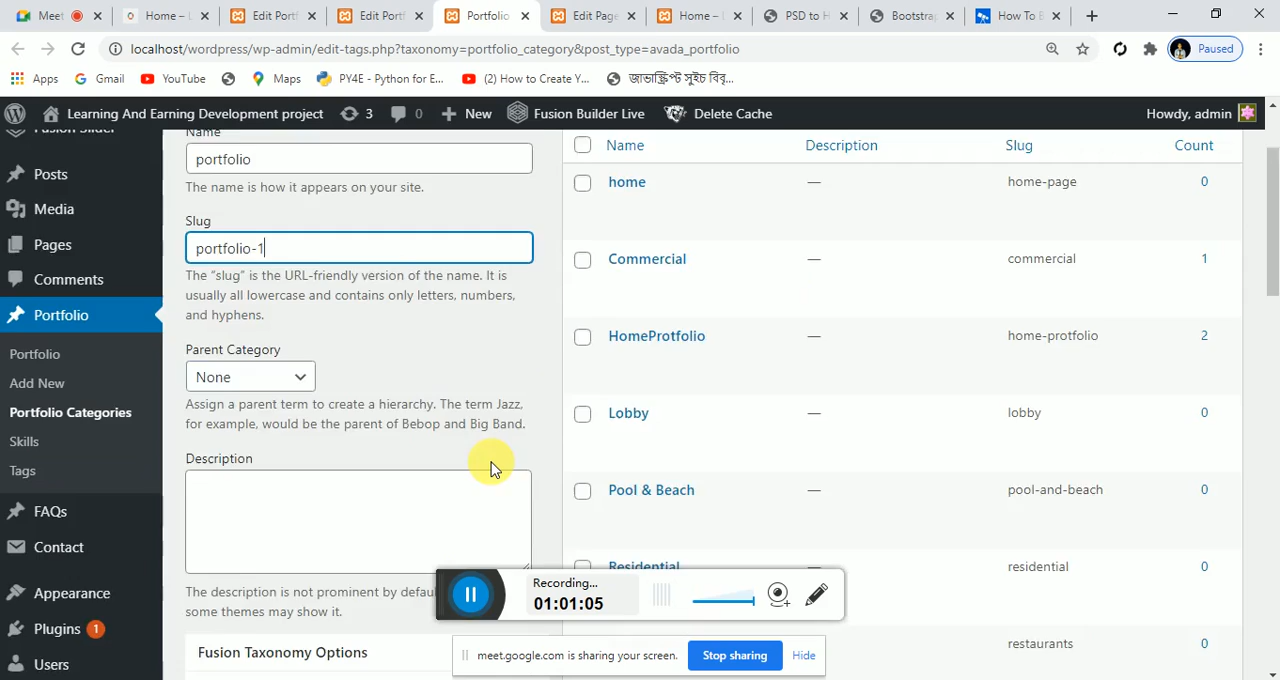 Meet
Home –
Edit Portf
Edit Portf
Portfolio
Edit Page
Home –
PSD to H
Bootstrap
How To B
localhost/wordpress/wp-admin/edit-tags.php?taxonomy=portfolio_category&post_type=avada_portfolio
Paused
Apps
Gmail
YouTube
Maps
PY4E - Python for E...
(2) How to Create Y...
জাভাস্ক্রিপ্ট সুইচ বিবৃ...
Learning And Earning Development project
3
0
New
Fusion Builder Live
Delete Cache
Howdy, admin
Fusion Slider
Posts
Media
Pages
Comments
Portfolio
Portfolio
Add New
Portfolio Categories
Skills
Tags
FAQs
Contact
Appearance
Plugins 1
Users
Name
portfolio
The name is how it appears on your site.
Slug
portfolio-1
The “slug” is the URL-friendly version of the name. It is
usually all lowercase and contains only letters, numbers,
and hyphens.
Parent Category
None
Assign a parent term to create a hierarchy. The term Jazz,
for example, would be the parent of Bebop and Big Band.
Description
The description is not prominent by defau
some themes may show it.
Fusion Taxonomy Options
Name Description Slug Count
home — home-page 0
Commercial — commercial 1
HomeProtfolio — home-protfolio 2
Lobby — lobby 0
Pool & Beach — pool-and-beach 0
Residential — residential 0
restaurants 0
Recording...
01:01:05
meet.google.com is sharing your screen.
Stop sharing
Hide